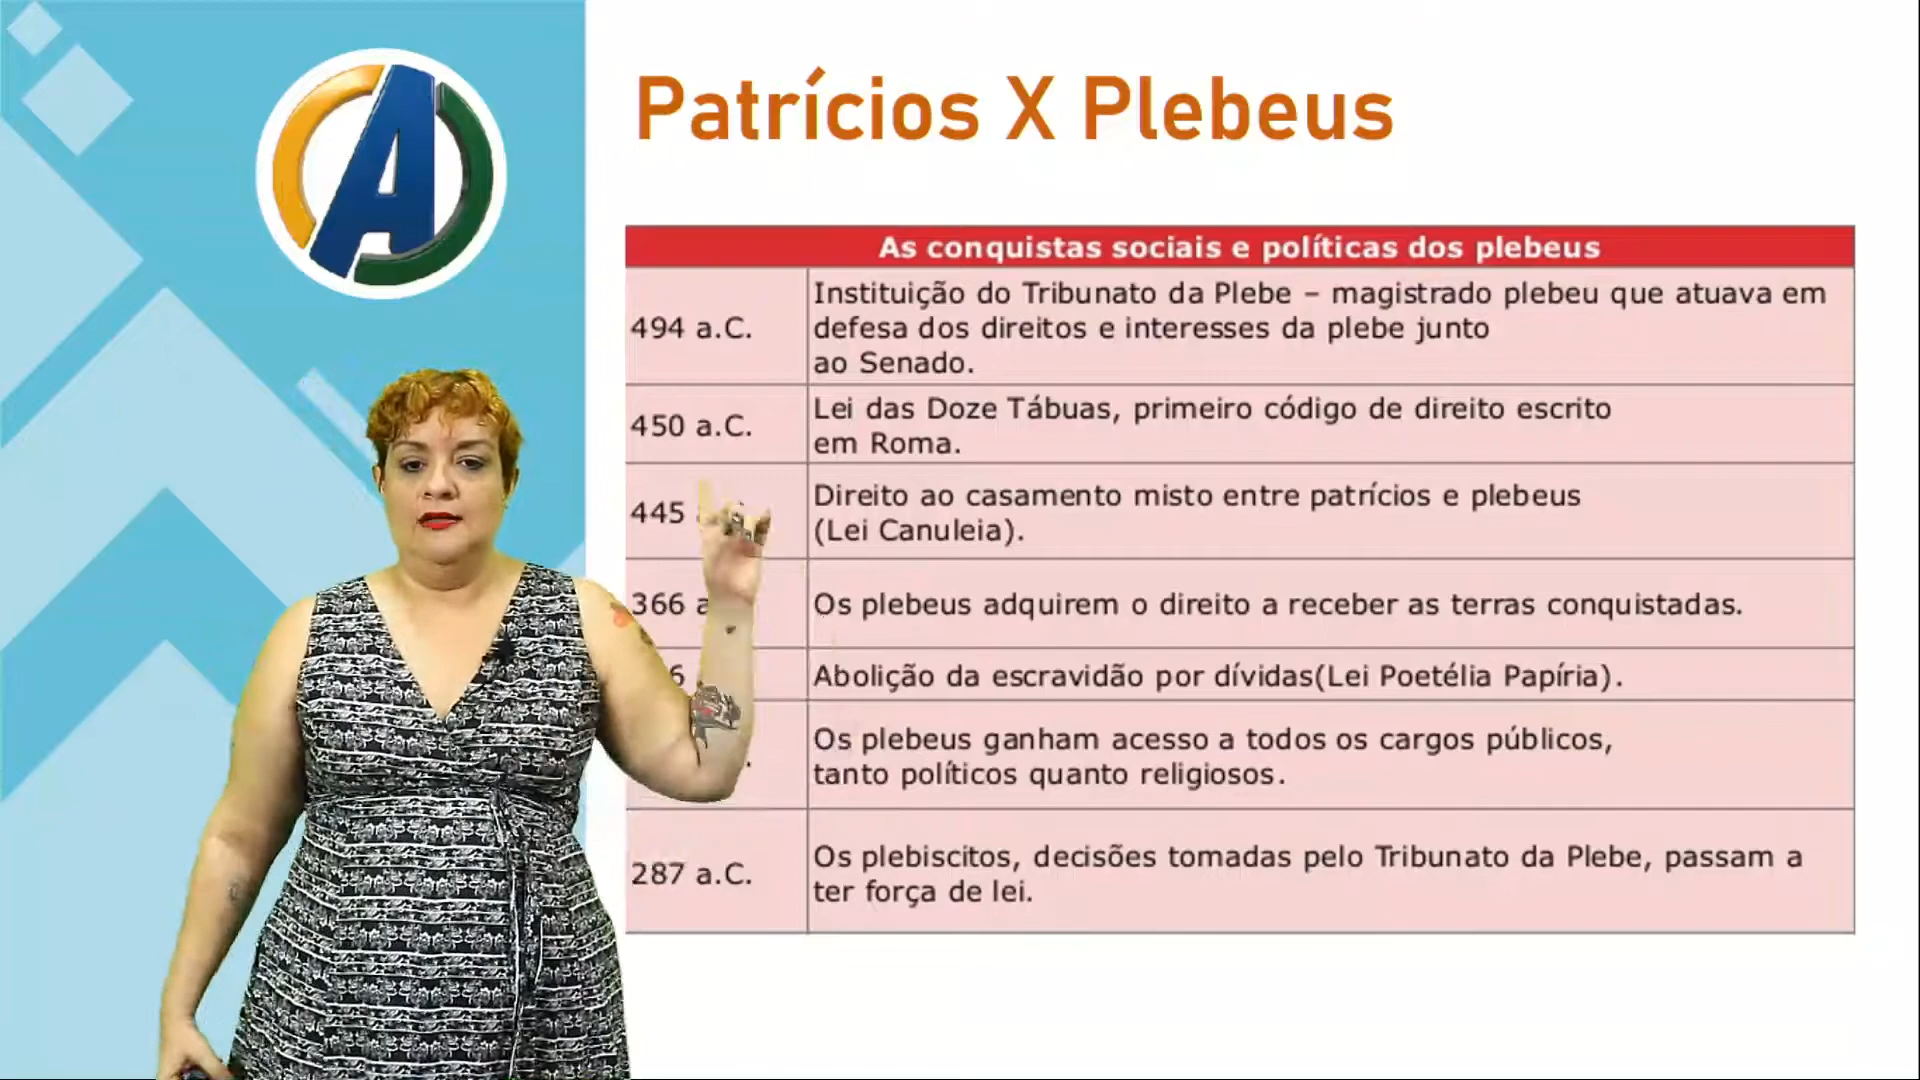 A
Patrícios X Plebeus
As conquistas sociais e políticas dos plebeus
494 a.C.
Instituição do Tribunato da Plebe – magistrado plebeu que atuava em
defesa dos direitos e interesses da plebe junto
ao Senado.
450 a.C.
Lei das Doze Tábuas, primeiro código de direito escrito
em Roma.
445
Direito ao casamento misto entre patrícios e plebeus
(Lei Canuleia).
366 a
Os plebeus adquirem o direito a receber as terras conquistadas.
6
Abolição da escravidão por dívidas(Lei Poetélia Papíria).
Os plebeus ganham acesso a todos os cargos públicos,
tanto políticos quanto religiosos.
287 a.C.
Os plebiscitos, decisões tomadas pelo Tribunato da Plebe, passam a
ter força de lei.